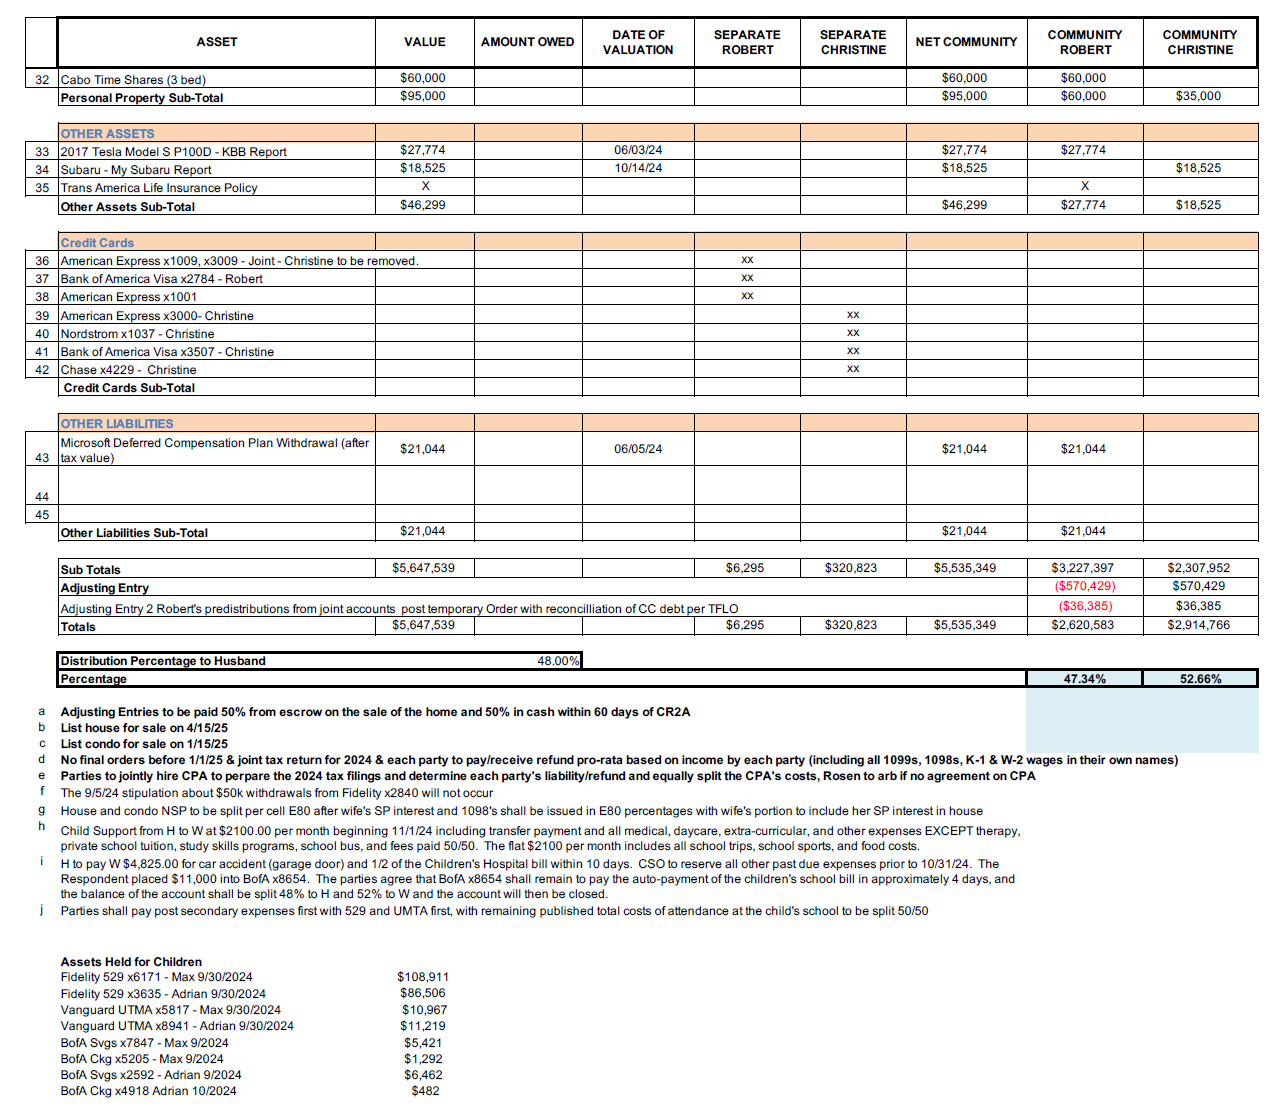 ASSET VALUE AMOUNT OWED DATE OF VALUATION SEPARATE ROBERT SEPARATE CHRISTINE NET COMMUNITY COMMUNITY ROBERT COMMUNITY CHRISTINE
32 Cabo Time Shares (3 bed) $60,000 $60,000 $60,000
Personal Property Sub-Total $95,000 $95,000 $60,000 $35,000
OTHER ASSETS
33 2017 Tesla Model S P100D - KBB Report $27,774 06/03/24 $27,774 $27,774
34 Subaru - My Subaru Report $18,525 10/14/24 $18,525 $18,525
35 Trans America Life Insurance Policy X X
Other Assets Sub-Total $46,299 $46,299 $27,774 $18,525
Credit Cards
36 American Express x1009, x3009 - Joint - Christine to be removed. xx
37 Bank of America Visa x2784 - Robert xx
38 American Express x1001 xx
39 American Express x3000- Christine xx
40 Nordstrom x1037 - Christine xx
41 Bank of America Visa x3507 - Christine xx
42 Chase x4229 - Christine xx
Credit Cards Sub-Total
OTHER LIABILITIES
43 Microsoft Deferred Compensation Plan Withdrawal (after tax value) $21,044 06/05/24 $21,044 $21,044
44
45
Other Liabilities Sub-Total $21,044 $21,044 $21,044
Sub Totals $5,647,539 $6,295 $320,823 $5,535,349 $3,227,397 $2,307,952
Adjusting Entry ($570,429) $570,429
Adjusting Entry 2 Robert's predistributions from joint accounts post temporary Order with reconcilliation of CC debt per TFLO ($36,385) $36,385
Totals $5,647,539 $6,295 $320,823 $5,535,349 $2,620,583 $2,914,766
Distribution Percentage to Husband 48.00%
Percentage 47.34% 52.66%
a Adjusting Entries to be paid 50% from escrow on the sale of the home and 50% in cash within 60 days of CR2A
b List house for sale on 4/15/25
c List condo for sale on 1/15/25
d No final orders before 1/1/25 & joint tax return for 2024 & each party to pay/receive refund pro-rata based on income by each party (including all 1099s, 1098s, K-1 & W-2 wages in their own names)
e Parties to jointly hire CPA to perpare the 2024 tax filings and determine each party's liability/refund and equally split the CPA's costs, Rosen to arb if no agreement on CPA
f The 9/5/24 stipulation about $50k withdrawals from Fidelity x2840 will not occur
g House and condo NSP to be split per cell E80 after wife's SP interest and 1098's shall be issued in E80 percentages with wife's portion to include her SP interest in house
h Child Support from H to W at $2100.00 per month beginning 11/1/24 including transfer payment and all medical, daycare, extra-curricular, and other expenses EXCEPT therapy,
private school tuition, study skills programs, school bus, and fees paid 50/50. The flat $2100 per month includes all school trips, school sports, and food costs.
i H to pay W $4,825.00 for car accident (garage door) and 1/2 of the Children's Hospital bill within 10 days. CSO to reserve all other past due expenses prior to 10/31/24. The
Respondent placed $11,000 into BofA x8654. The parties agree that BofA x8654 shall remain to pay the auto-payment of the children's school bill in approximately 4 days, and
the balance of the account shall be split 48% to H and 52% to W and the account will then be closed.
j Parties shall pay post secondary expenses first with 529 and UMTA first, with remaining published total costs of attendance at the child's school to be split 50/50
Assets Held for Children
Fidelity 529 x6171 - Max 9/30/2024 $108,911
Fidelity 529 x3635 - Adrian 9/30/2024 $86,506
Vanguard UTMA x5817 - Max 9/30/2024 $10,967
Vanguard UTMA x8941 - Adrian 9/30/2024 $11,219
BofA Svgs x7847 - Max 9/2024 $5,421
BofA Ckg x5205 - Max 9/2024 $1,292
BofA Svgs x2592 - Adrian 9/2024 $6,462
BofA Ckg x4918 Adrian 10/2024 $482